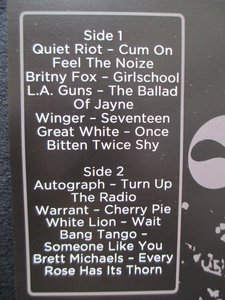 Side 1
Quiet Riot – Cum On
Feel The Noize
Britny Fox – Girlschool
L.A. Guns – The Ballad
Of Jayne
Winger – Seventeen
Great White – Once
Bitten Twice Shy
Side 2
Autograph – Turn Up
The Radio
Warrant – Cherry Pie
White Lion – Wait
Bang Tango –
Someone Like You
Brett Michaels – Every
Rose Has Its Thorn